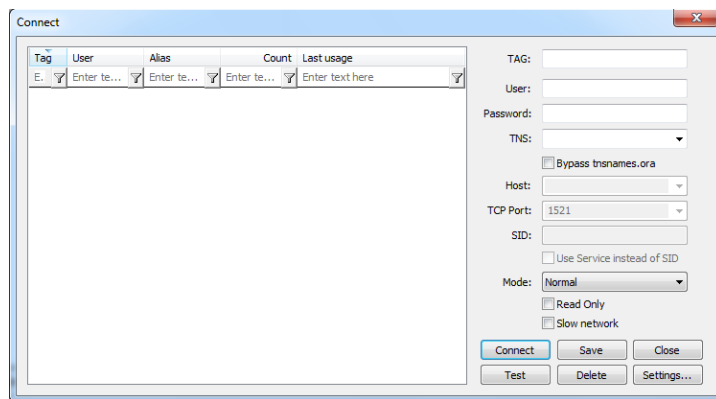 Connect
Tag User Alias Count Last usage
E. Enter te... Enter te... Enter te... Enter text here
TAG:
User:
Password:
TNS:
Bypass tnsnames.ora
Host:
TCP Port: 1521
SID:
Use Service instead of SID
Mode: Normal
Read Only
Slow network
Connect Save Close
Test Delete Settings...